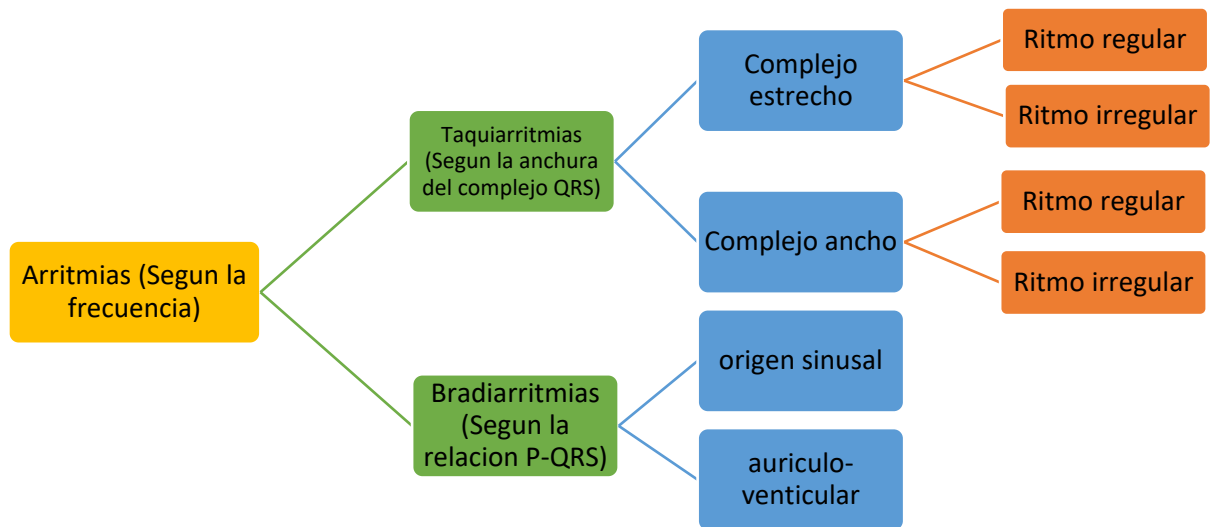 Arritmias (Segun la
frecuencia)
Taquiarritmias
(Segun la anchura
del complejo QRS)
Complejo
estrecho
Ritmo regular
Ritmo irregular
Complejo ancho
Ritmo regular
Ritmo irregular
Bradiarritmias
(Segun la
relacion P-QRS)
origen sinusal
auriculo-
venticular